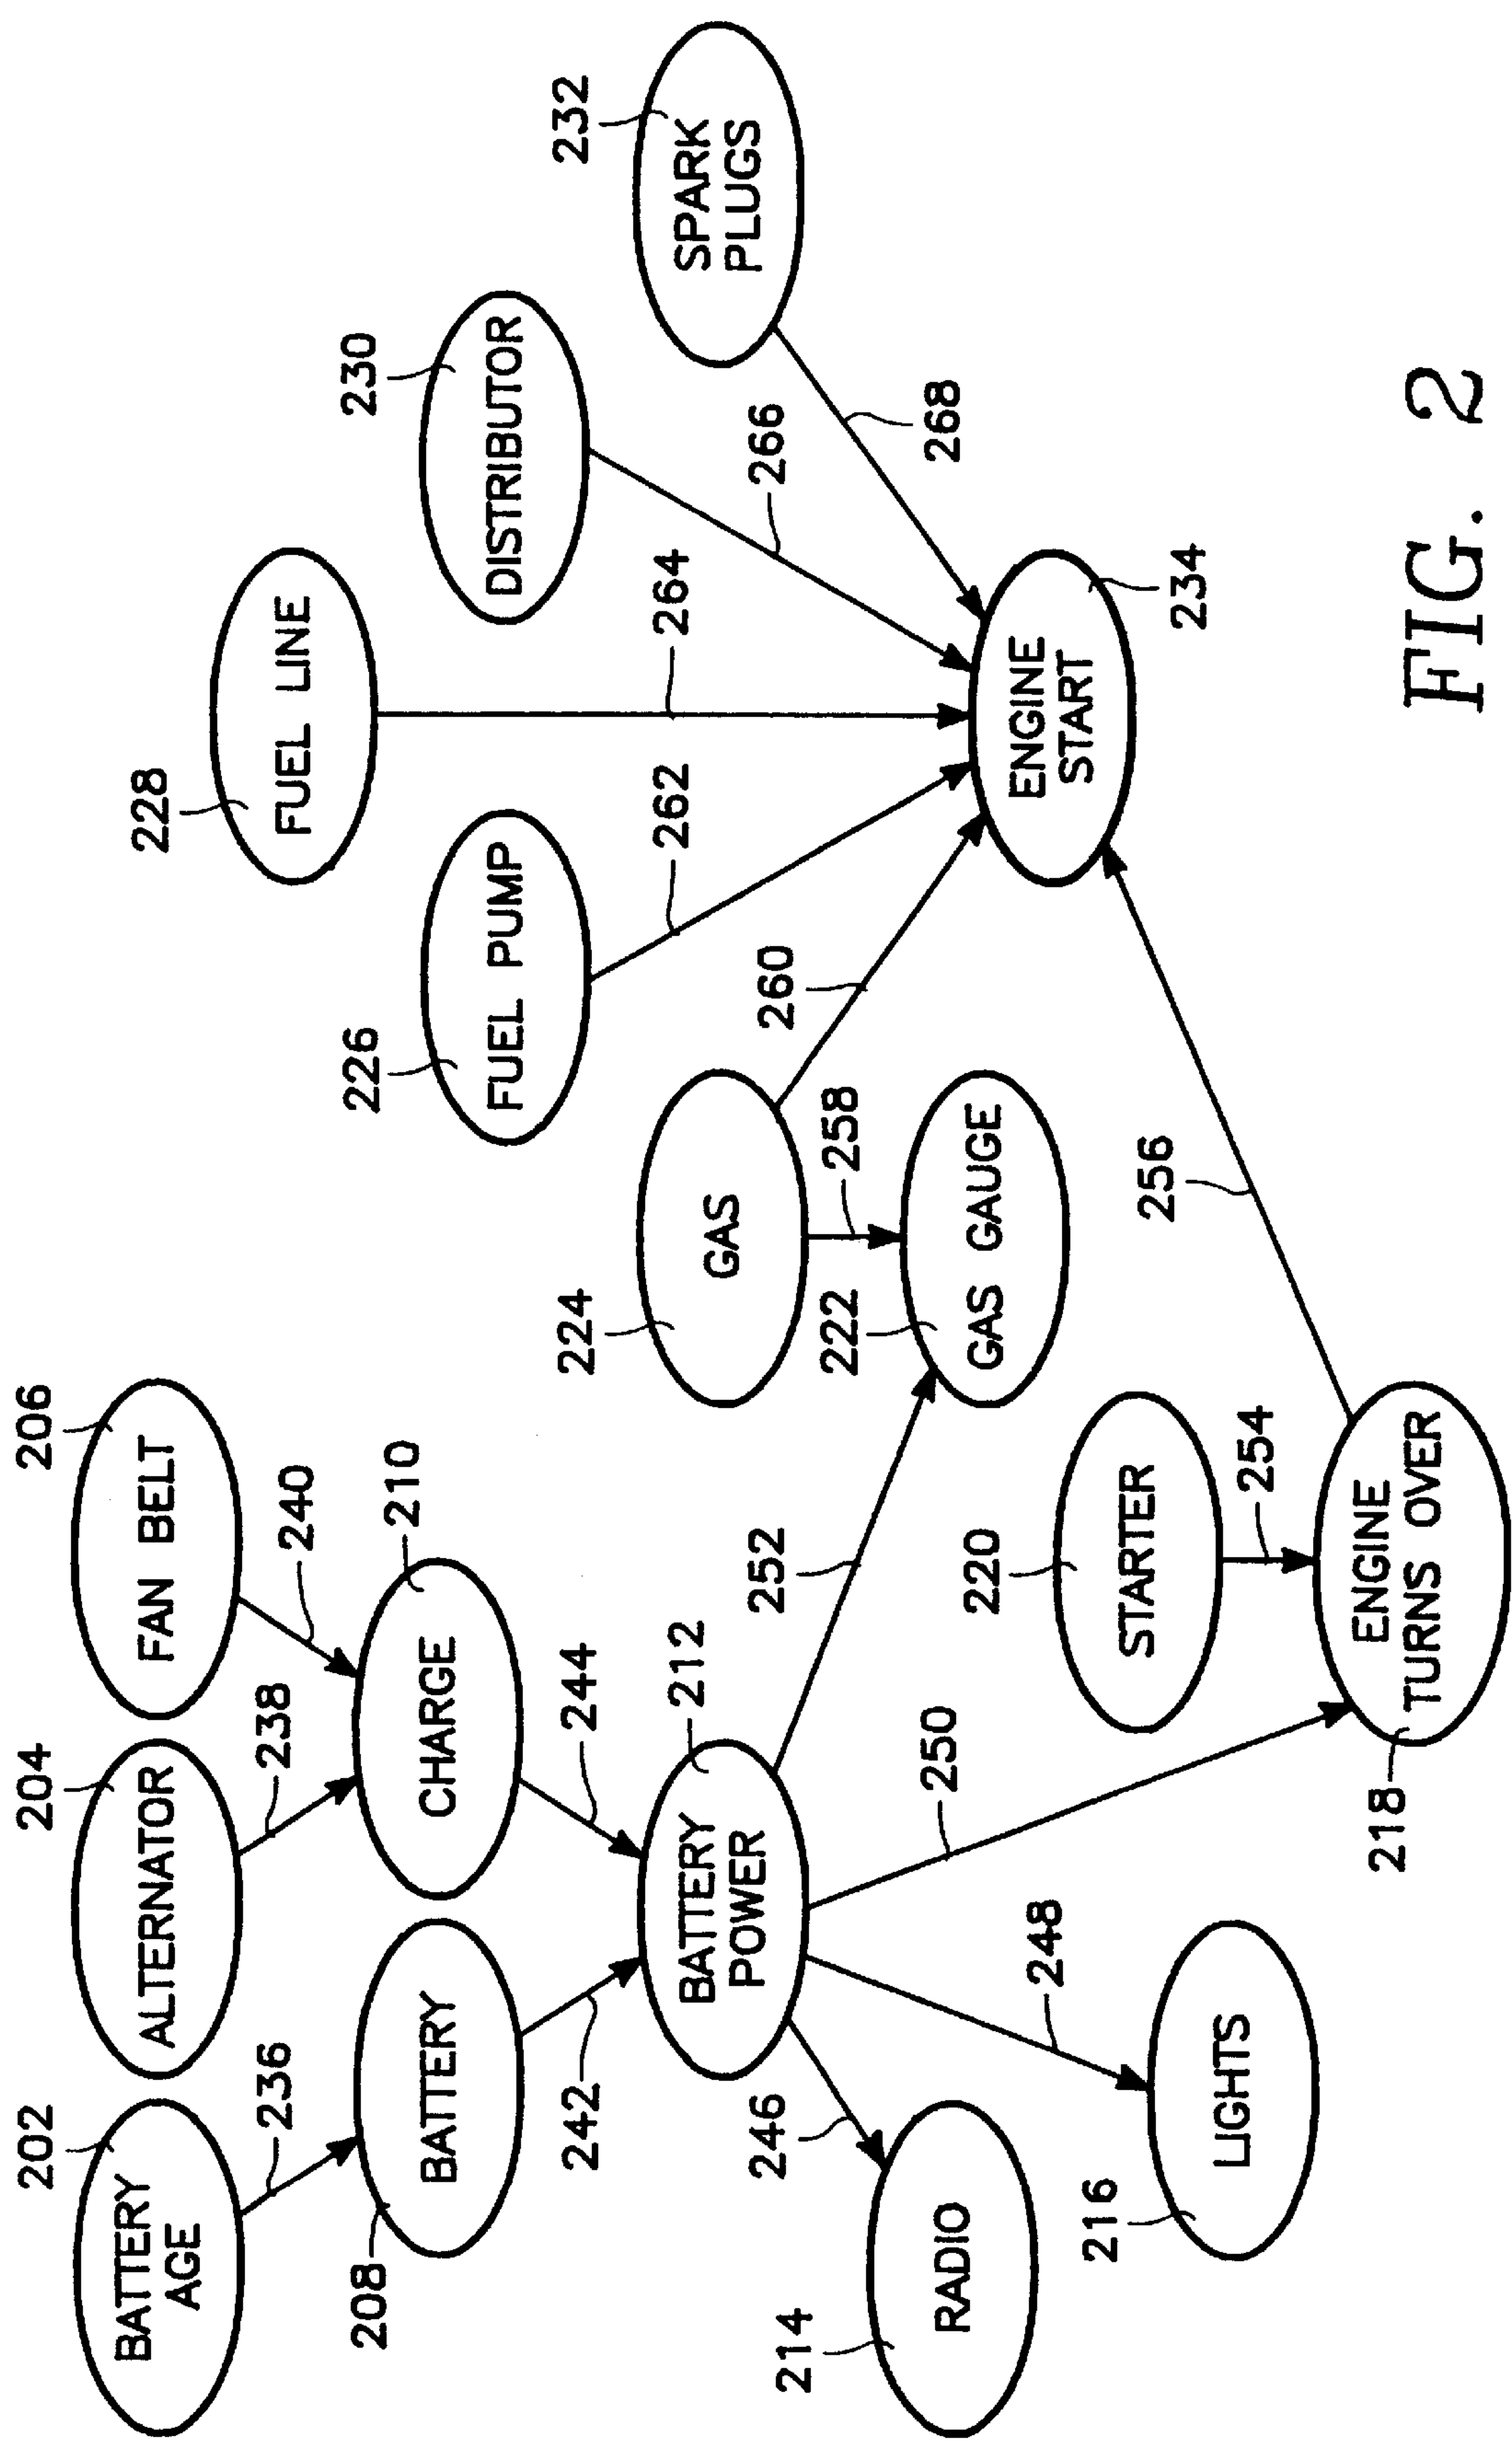 202
BATTERY
AGE
204
ALTERNATOR
206
FAN BELT
236
238
240
208
BATTERY
CHARGE
210
242
244
BATTERY
POWER
212
228
FUEL LINE
226
FUEL PUMP
230
DISTRIBUTOR
232
SPARK
PLUGS
224
GAS
262
264
266
260
268
258
222
GAS GAUGE
246
252
214
RADIO
250
248
216
LIGHTS
220
STARTER
254
218
ENGINE
TURNS OVER
256
ENGINE
START
234
FIG. 2